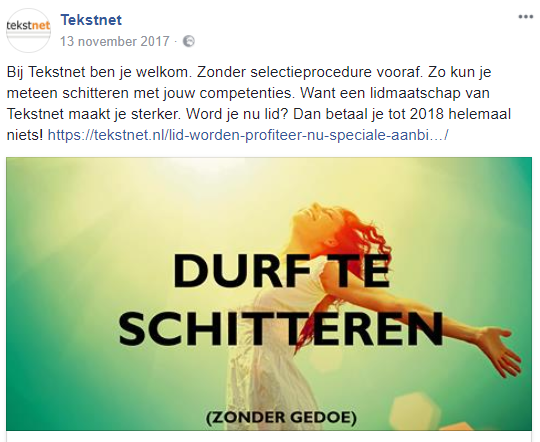 tekstnet
Tekstnet
13 november 2017 ·
Bij Tekstnet ben je welkom. Zonder selectieprocedure vooraf. Zo kun je
meteen schitteren met jouw competenties. Want een lidmaatschap van
Tekstnet maakt je sterker. Word je nu lid? Dan betaal je tot 2018 helemaal
niets! https://tekstnet.nl/lid-worden-profiteer-nu-speciale-aanbi…/
DURF TE
SCHITTEREN
(ZONDER GEDOE)